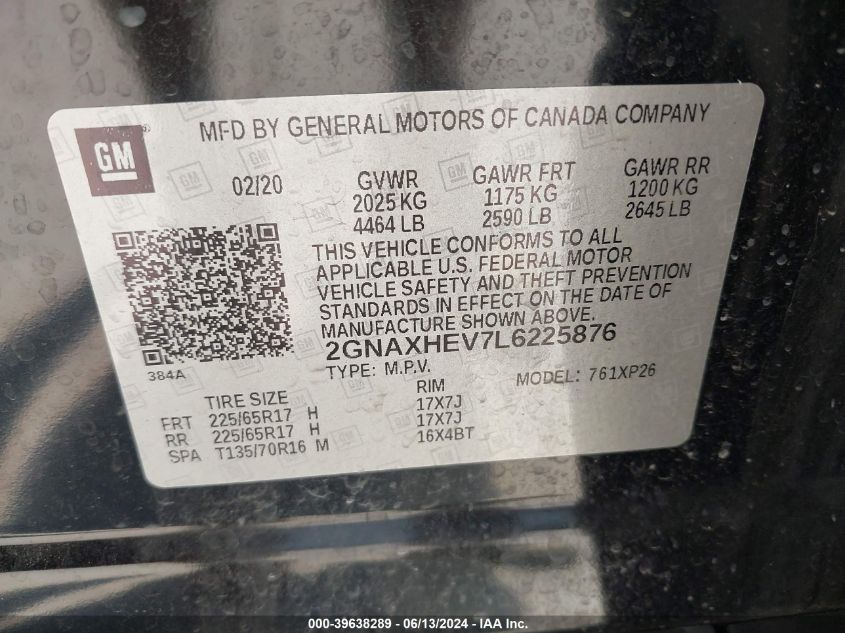 GM
MFD BY GENERAL MOTORS OF CANADA COMPANY
02/20 GVWR GAWR FRT GAWR RR
2025 KG 1175 KG 1200 KG
4464 LB 2590 LB 2645 LB
THIS VEHICLE CONFORMS TO ALL
APPLICABLE U.S. FEDERAL MOTOR
VEHICLE SAFETY AND THEFT PREVENTION
STANDARDS IN EFFECT ON THE DATE OF
MANUFACTURE SHOWN ABOVE.
2GNAXHEV7L6225876
384A
TYPE: M.P.V. MODEL: 761XP26
TIRE SIZE RIM
FRT 225/65R17 H 17X7J
RR 225/65R17 H 17X7J
SPA T135/70R16 M 16X4BT
000-39638289 - 06/13/2024 - IAA Inc.